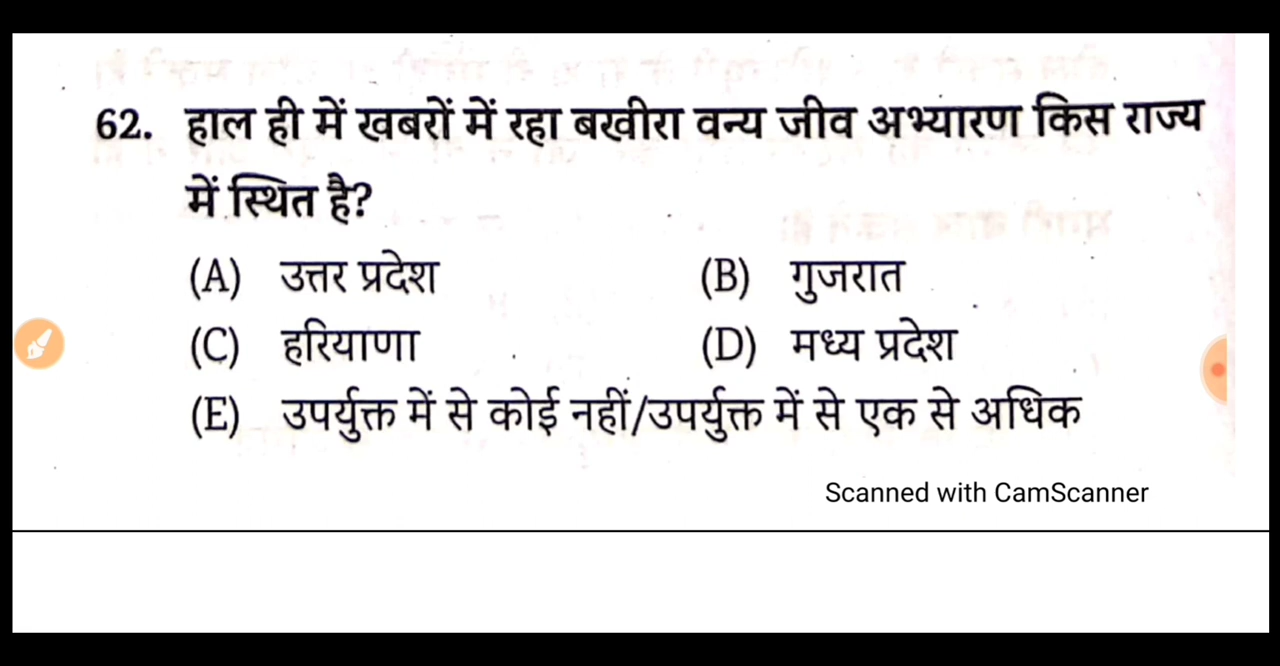 62. हाल ही में खबरों में रहा बखीरा वन्य जीव अभ्यारण किस राज्य
में स्थित है?
(A) उत्तर प्रदेश (B) गुजरात
(C) हरियाणा (D) मध्य प्रदेश
(E) उपर्युक्त में से कोई नहीं/उपर्युक्त में से एक से अधिक
Scanned with CamScanner